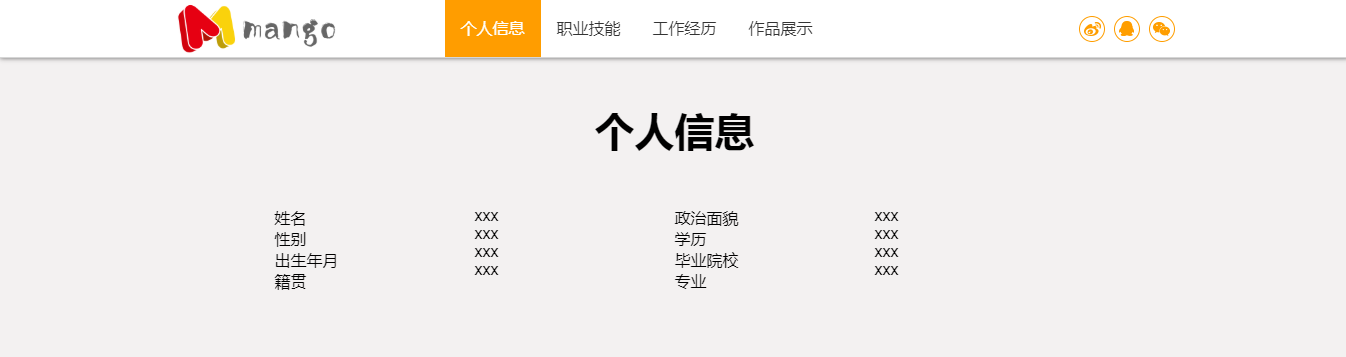 mango
个人信息 职业技能 工作经历 作品展示
个人信息
姓名 xxx 政治面貌 xxx
性别 xxx 学历 xxx
出生年月 xxx 毕业院校 xxx
籍贯 xxx 专业 xxx